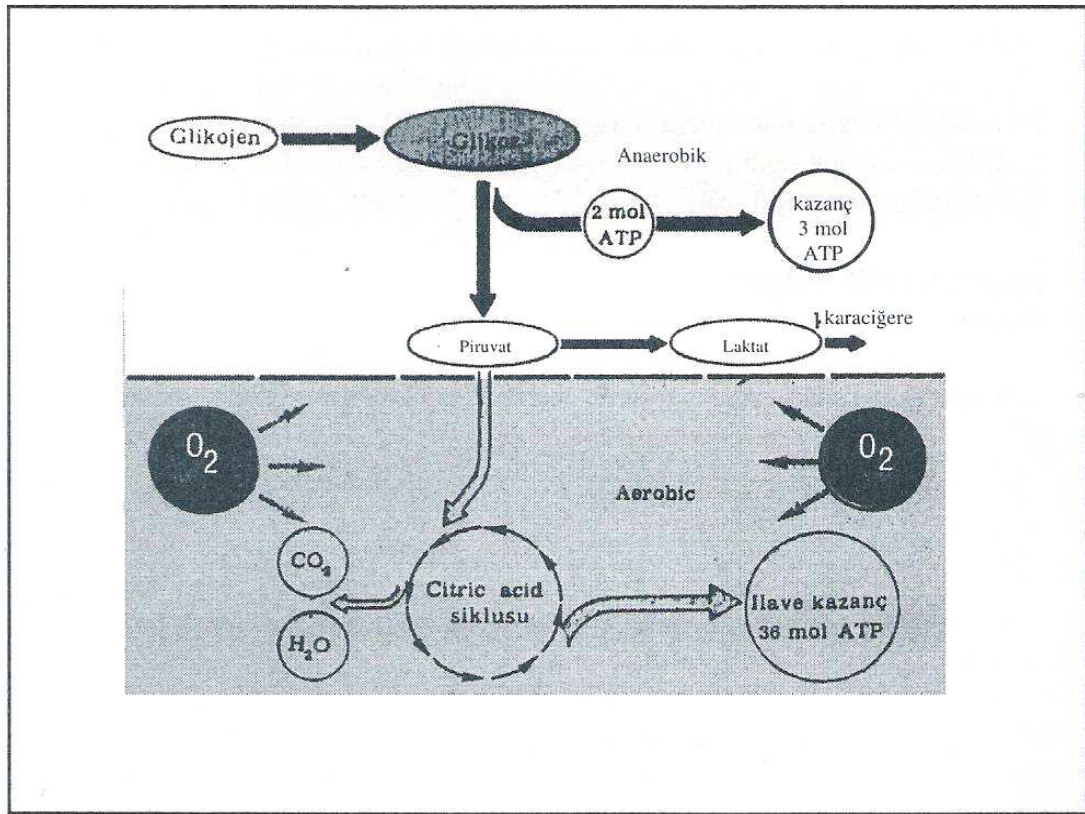 Glikojen
Glikoz
Anaerobik
2 mol
ATP
kazanç
3 mol
ATP
Piruvat
Laktat
karaciğere
O₂
O₂
Aerobic
CO₂
H₂O
Citric acid
siklusu
Ilave kazanç
36 mol ATP